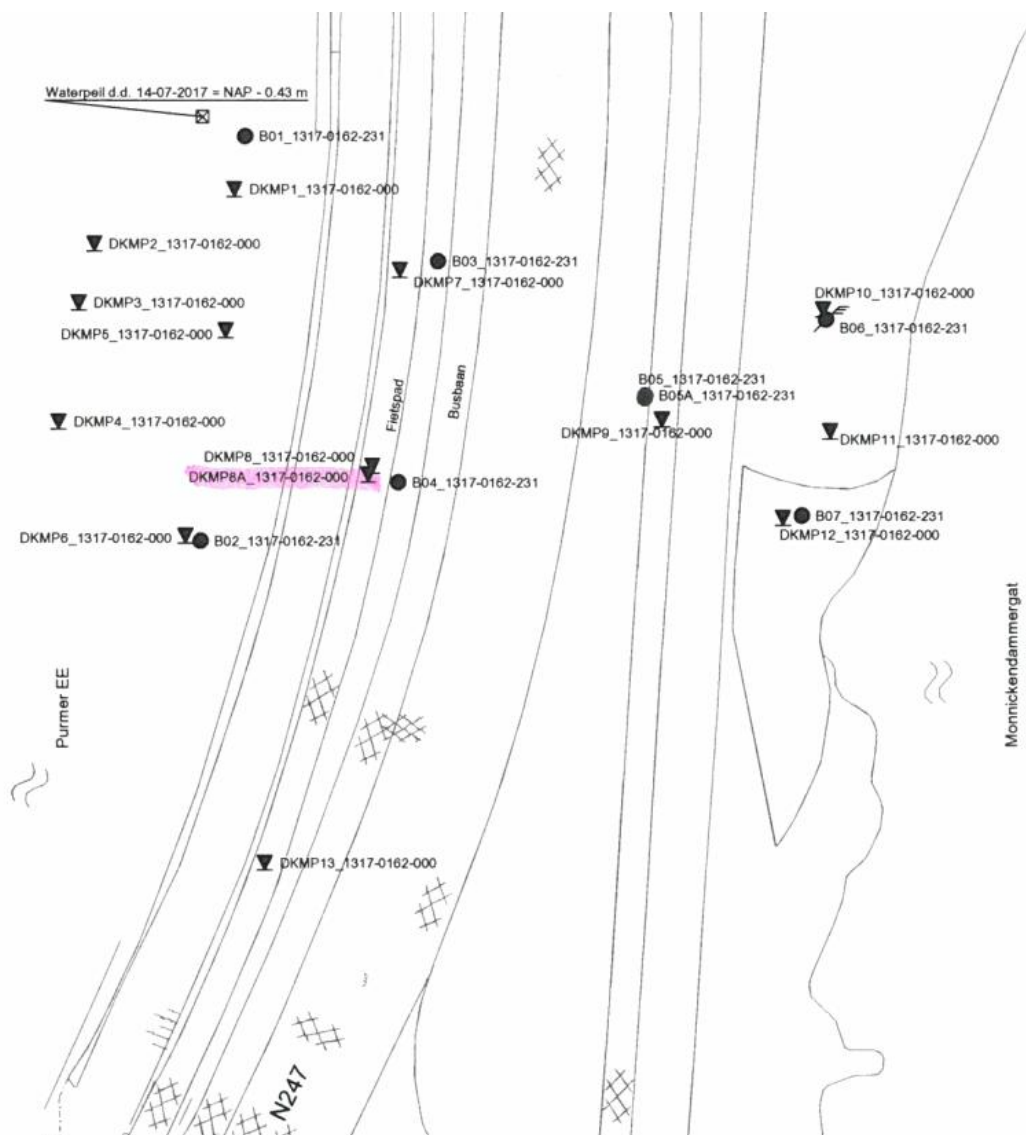 Waterpeil d.d. 14-07-2017 = NAP - 0.43 m
B01_1317-0162-231
DKMP1_1317-0162-000
DKMP2_1317-0162-000
B03_1317-0162-231
DKMP7_1317-0162-000
DKMP3_1317-0162-000
DKMP10_1317-0162-000
B06_1317-0162-231
DKMP5_1317-0162-000
B05_1317-0162-231
B05A_1317-0162-231
Fietspad
Busbaan
DKMP4_1317-0162-000
DKMP9_1317-0162-000
DKMP11_1317-0162-000
DKMP8_1317-0162-000
DKMP8A_1317-0162-000
B04_1317-0162-231
B07_1317-0162-231
DKMP12_1317-0162-000
DKMP6_1317-0162-000
B02_1317-0162-231
Purmer EE
Monnickendammergat
DKMP13_1317-0162-000
N247